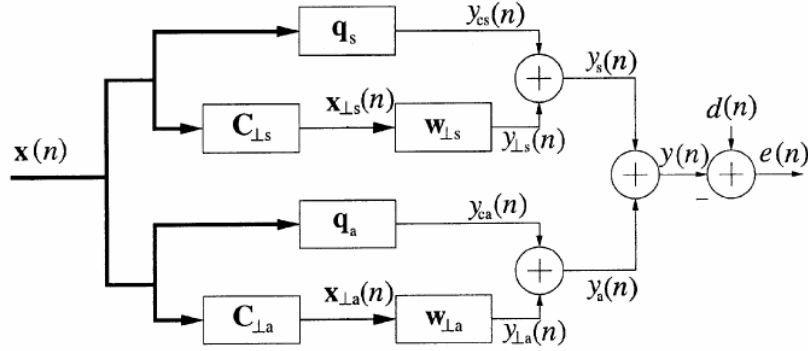 q_s
y_cs(n)
y_s(n)
C_⊥s
x_⊥s(n)
w_⊥s
y_⊥s(n)
d(n)
x(n)
y(n)
e(n)
+
+
+
+
−
q_a
y_ca(n)
y_a(n)
C_⊥a
x_⊥a(n)
w_⊥a
y_⊥a(n)